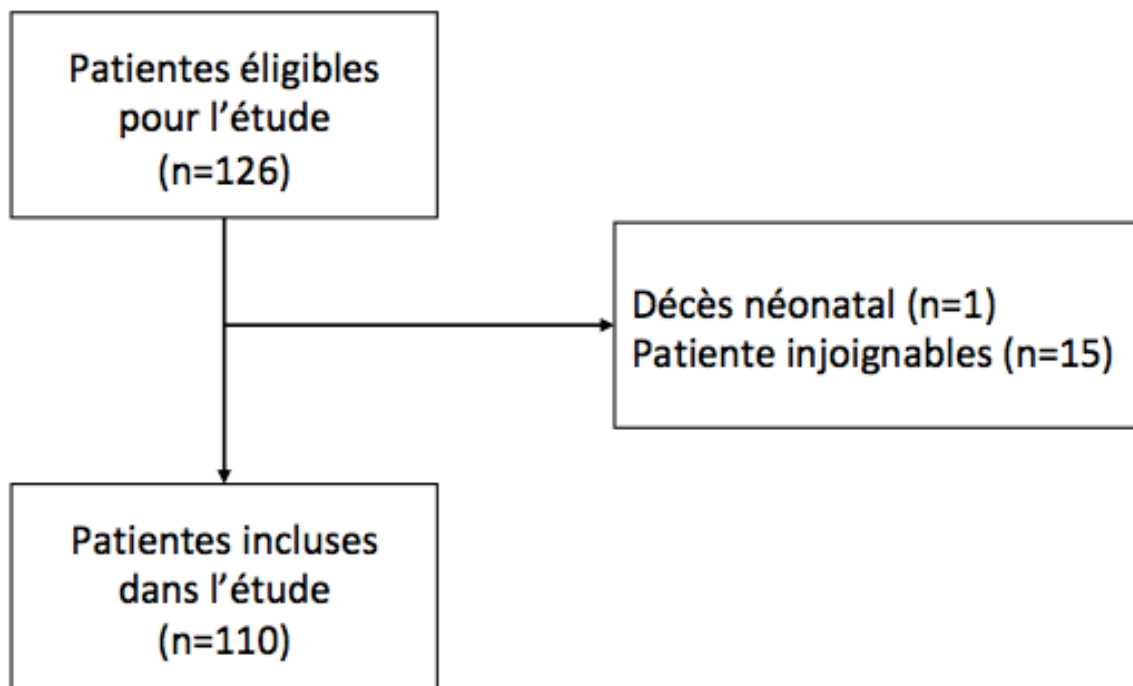 Patientes éligibles
pour l’étude
(n=126)
Décès néonatal (n=1)
Patiente injoignables (n=15)
Patientes incluses
dans l’étude
(n=110)